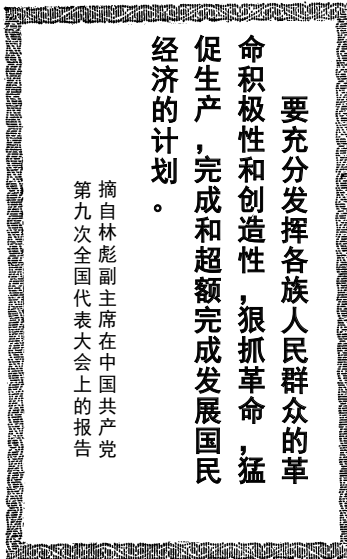 要充分发挥各族人民群众的革
命积极性和创造性，狠抓革命，猛
促生产，完成和超额完成发展国民
经济的计划。
摘自林彪副主席在中国共产党
第九次全国代表大会上的报告